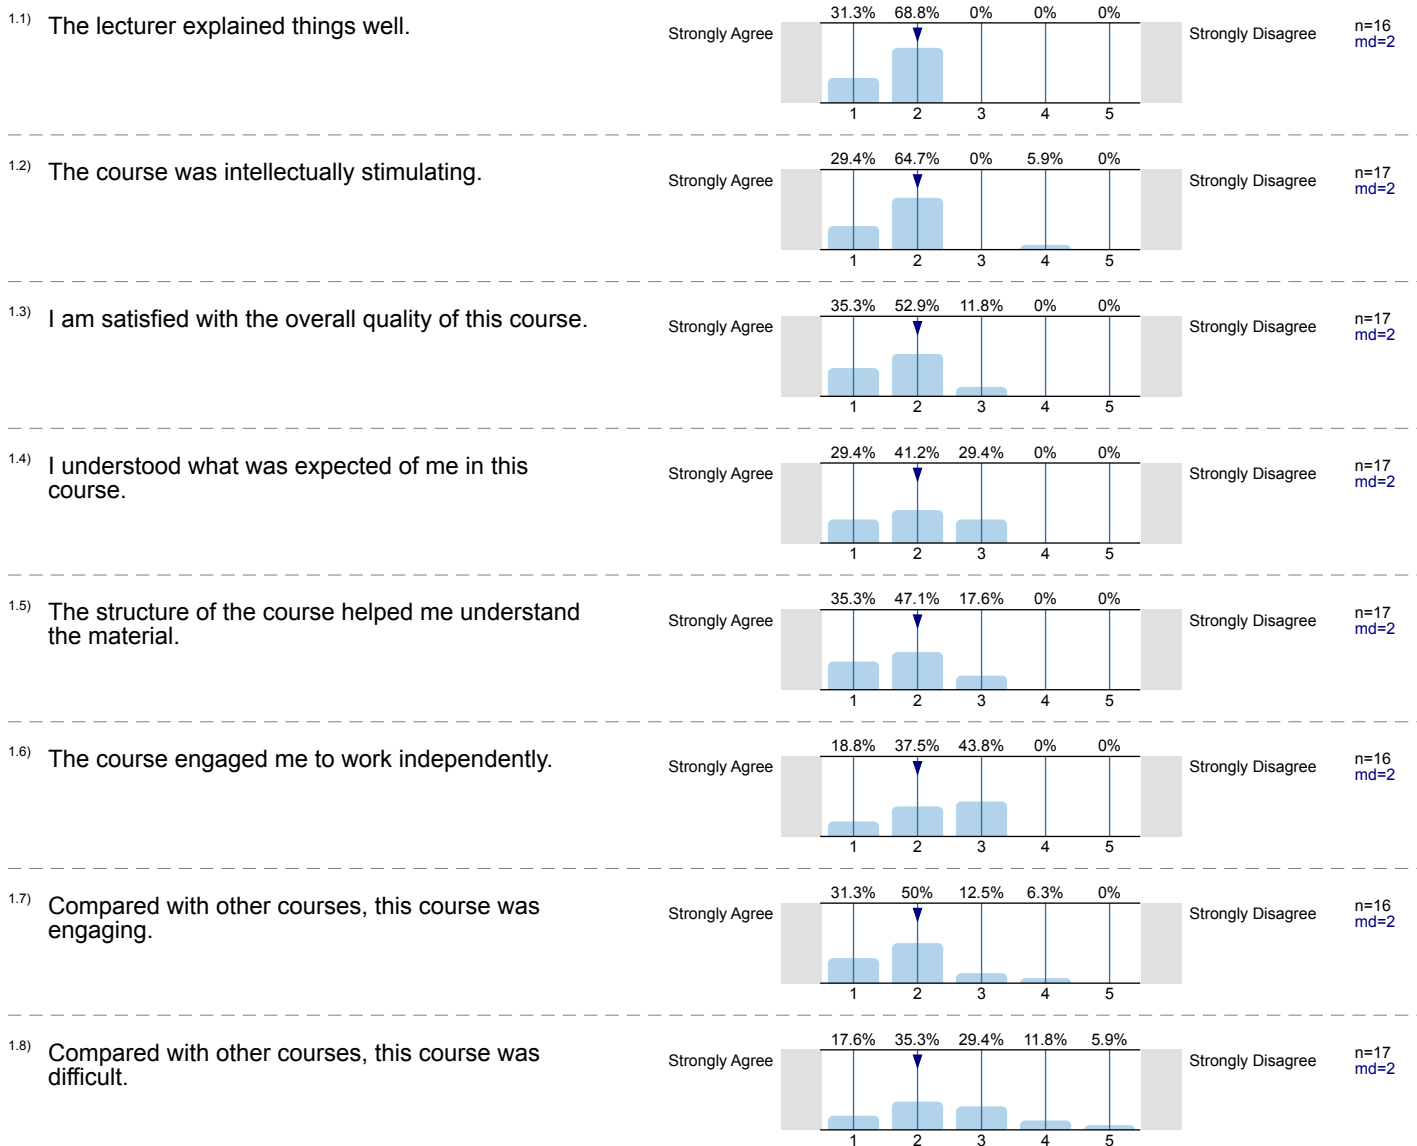 1.1) The lecturer explained things well.
Strongly Agree
31.3% 68.8% 0% 0% 0%
1 2 3 4 5
Strongly Disagree
n=16
md=2
1.2) The course was intellectually stimulating.
Strongly Agree
29.4% 64.7% 0% 5.9% 0%
1 2 3 4 5
Strongly Disagree
n=17
md=2
1.3) I am satisfied with the overall quality of this course.
Strongly Agree
35.3% 52.9% 11.8% 0% 0%
1 2 3 4 5
Strongly Disagree
n=17
md=2
1.4) I understood what was expected of me in this
course.
Strongly Agree
29.4% 41.2% 29.4% 0% 0%
1 2 3 4 5
Strongly Disagree
n=17
md=2
1.5) The structure of the course helped me understand
the material.
Strongly Agree
35.3% 47.1% 17.6% 0% 0%
1 2 3 4 5
Strongly Disagree
n=17
md=2
1.6) The course engaged me to work independently.
Strongly Agree
18.8% 37.5% 43.8% 0% 0%
1 2 3 4 5
Strongly Disagree
n=16
md=2
1.7) Compared with other courses, this course was
engaging.
Strongly Agree
31.3% 50% 12.5% 6.3% 0%
1 2 3 4 5
Strongly Disagree
n=16
md=2
1.8) Compared with other courses, this course was
difficult.
Strongly Agree
17.6% 35.3% 29.4% 11.8% 5.9%
1 2 3 4 5
Strongly Disagree
n=17
md=2